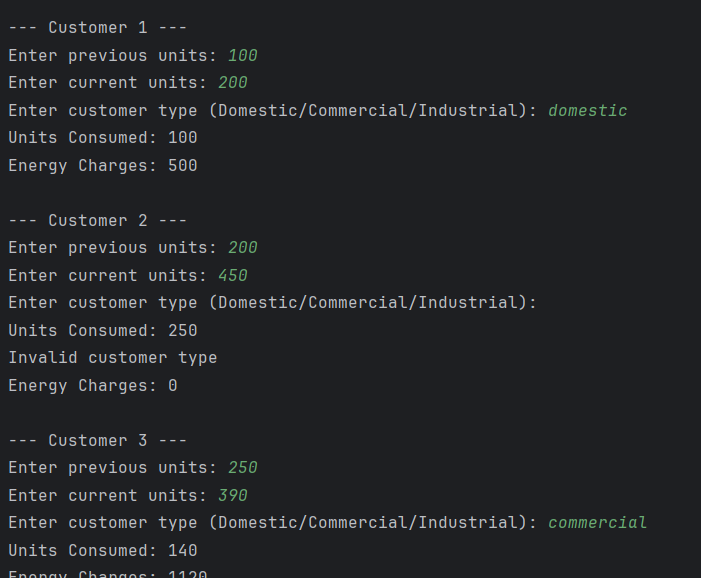 --- Customer 1 ---
Enter previous units: 100
Enter current units: 200
Enter customer type (Domestic/Commercial/Industrial): domestic
Units Consumed: 100
Energy Charges: 500
--- Customer 2 ---
Enter previous units: 200
Enter current units: 450
Enter customer type (Domestic/Commercial/Industrial):
Units Consumed: 250
Invalid customer type
Energy Charges: 0
--- Customer 3 ---
Enter previous units: 250
Enter current units: 390
Enter customer type (Domestic/Commercial/Industrial): commercial
Units Consumed: 140
Energy Charges: 1120